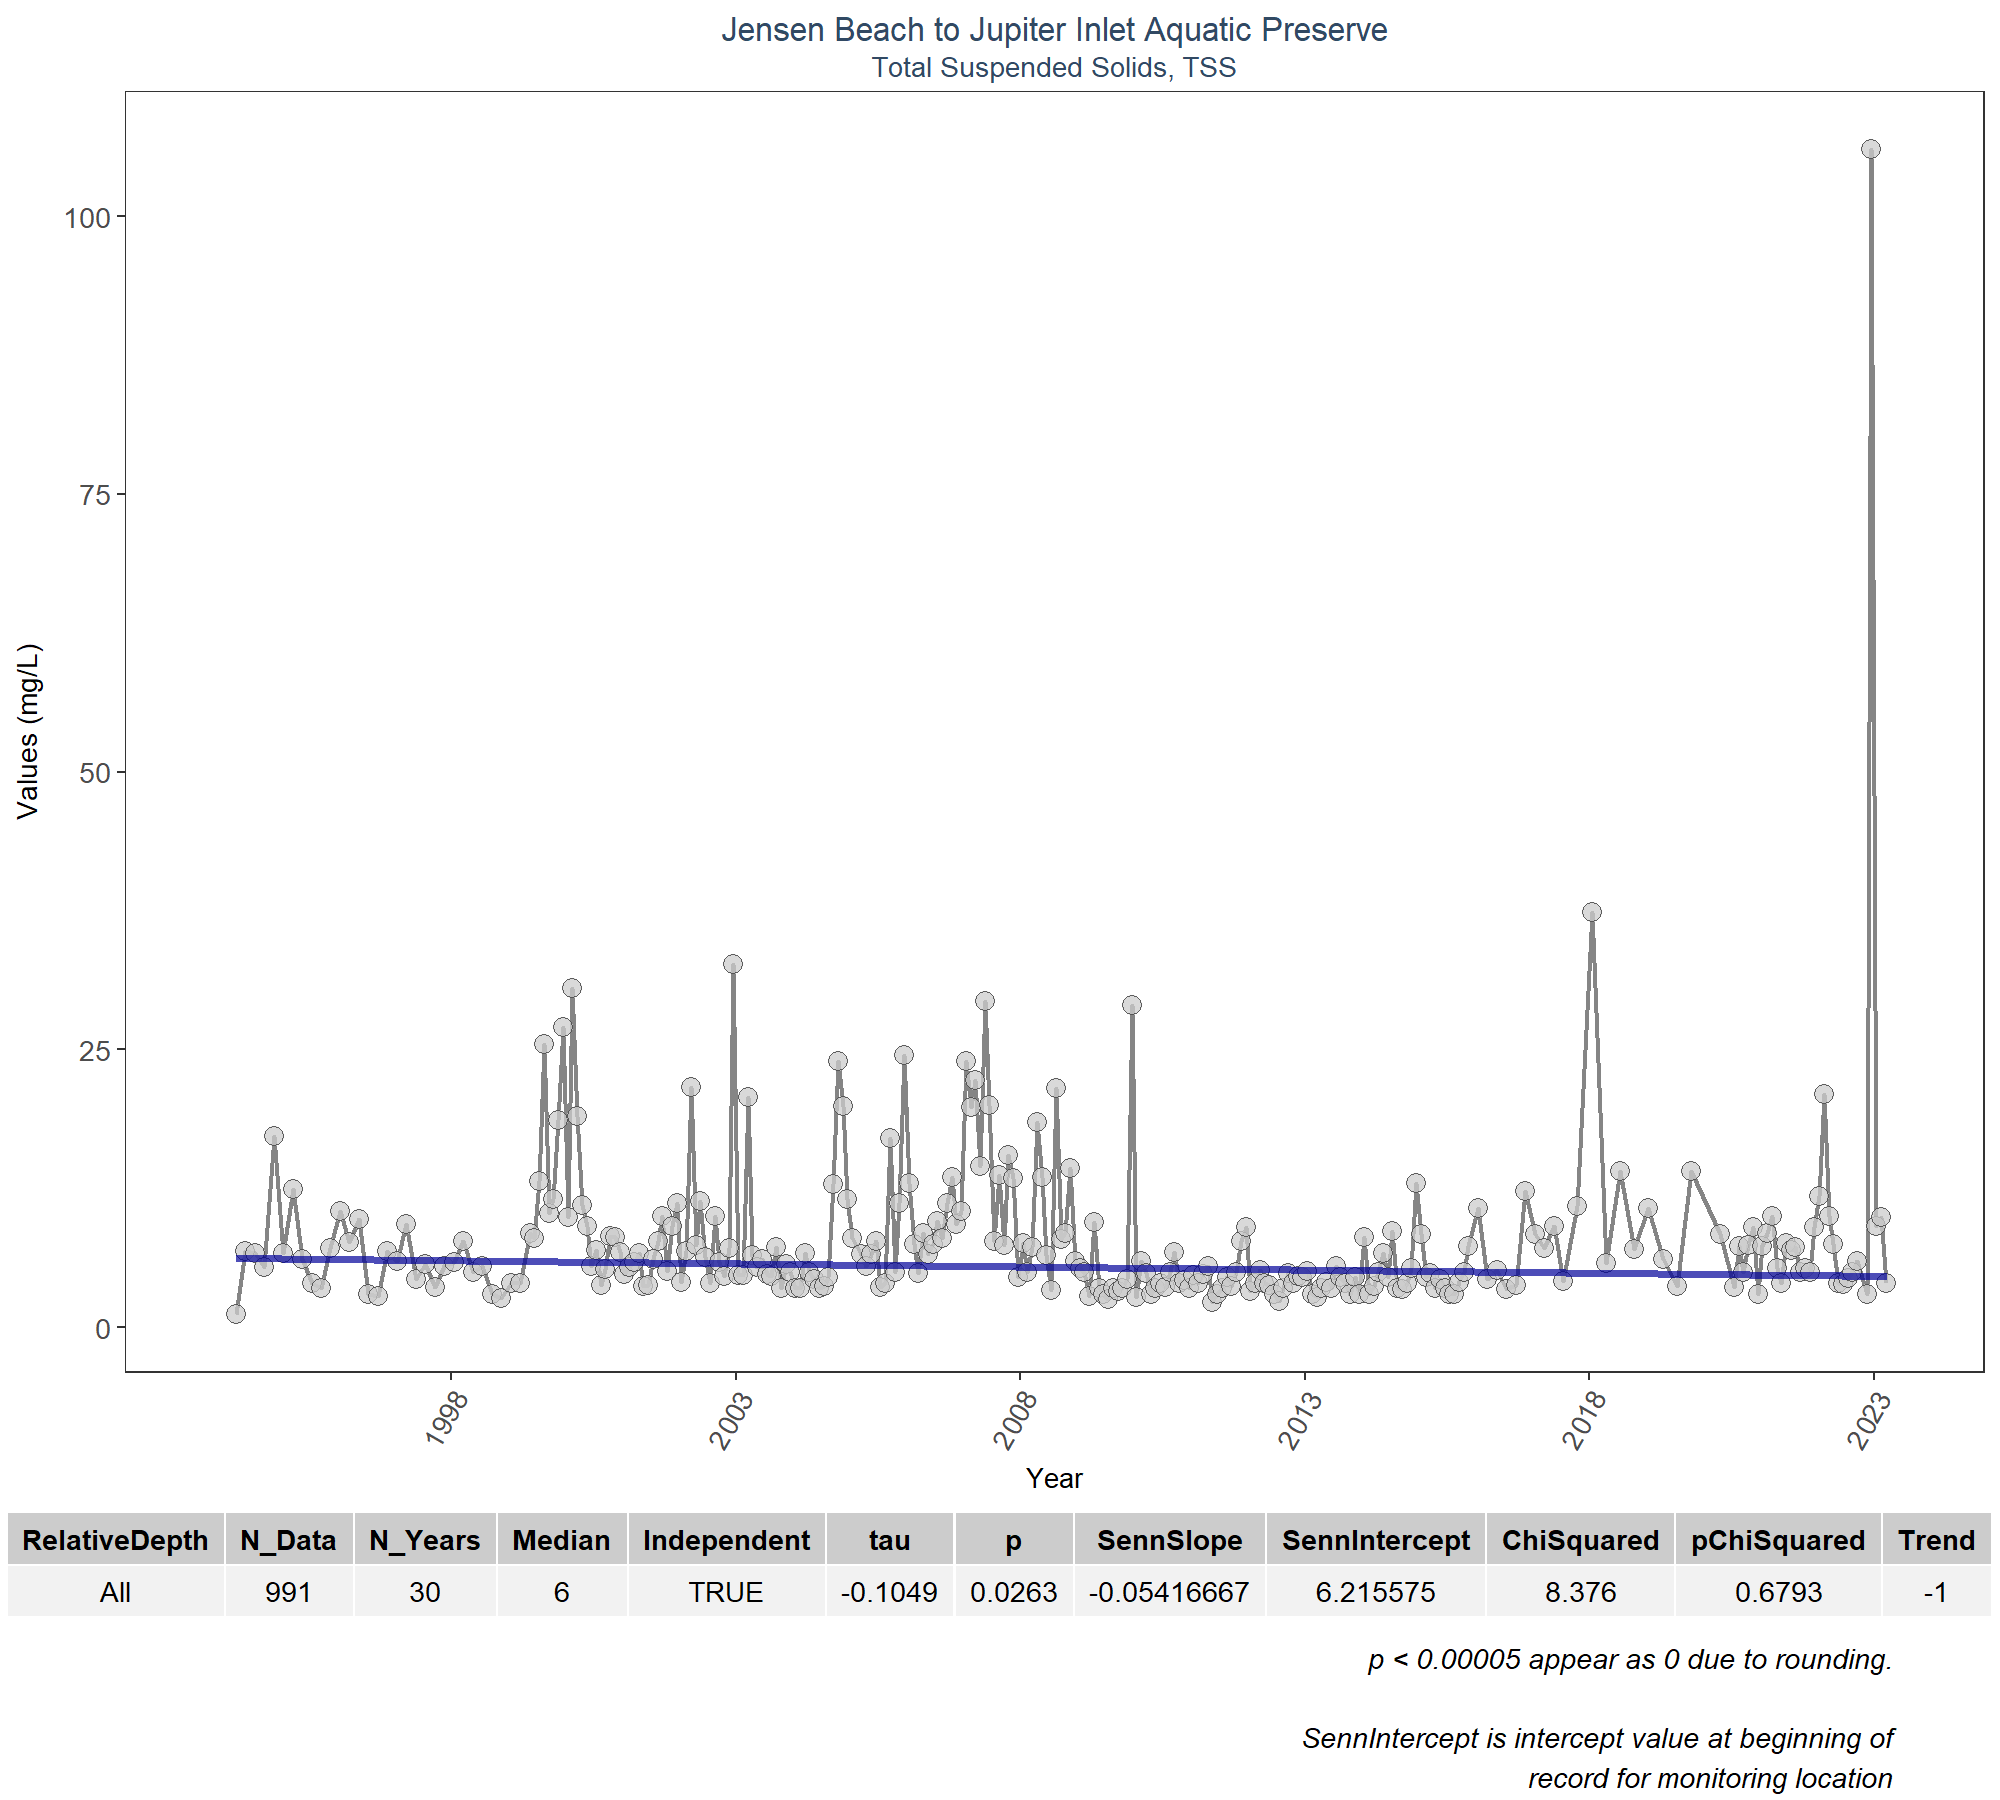 Jensen Beach to Jupiter Inlet Aquatic Preserve
Total Suspended Solids, TSS
Values (mg/L)
100
75
50
25
0
1998
2003
2008
2013
2018
2023
Year
RelativeDepth N_Data N_Years Median Independent tau p SennSlope SennIntercept ChiSquared pChiSquared Trend
All 991 30 6 TRUE -0.1049 0.0263 -0.05416667 6.215575 8.376 0.6793 -1
p < 0.00005 appear as 0 due to rounding.
SennIntercept is intercept value at beginning of
record for monitoring location